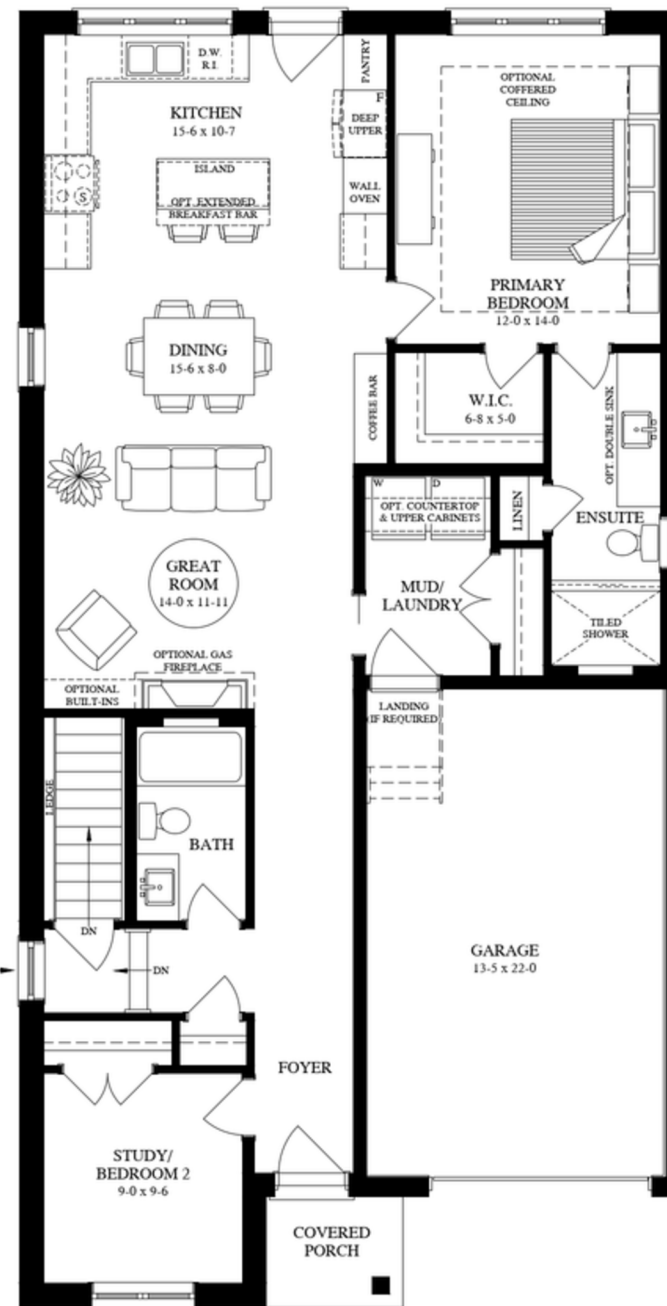 D.W.
R.I.
PANTRY
F
DEEP
UPPER
WALL
OVEN
KITCHEN
15-6 x 10-7
S
ISLAND
OPT. EXTENDED
BREAKFAST BAR
OPTIONAL
COFFERED
CEILING
PRIMARY
BEDROOM
12-0 x 14-0
DINING
15-6 x 8-0
COFFEE BAR
W.I.C.
6-8 x 5-0
OPT. DOUBLE SINK
W
D
OPT. COUNTERTOP
& UPPER CABINETS
LINEN
ENSUITE
GREAT
ROOM
14-0 x 11-11
MUD/
LAUNDRY
TILED
SHOWER
OPTIONAL GAS
FIREPLACE
OPTIONAL
BUILT-INS
LANDING
(IF REQUIRED)
LEDGE
BATH
DN
DN
GARAGE
13-5 x 22-0
FOYER
STUDY/
BEDROOM 2
9-0 x 9-6
COVERED
PORCH